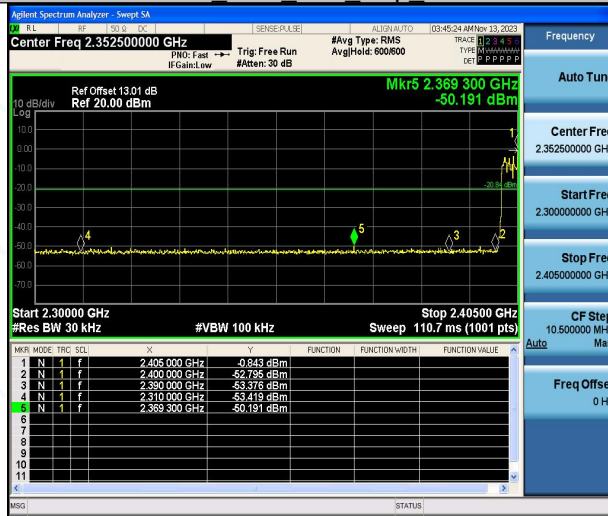 Agilent Spectrum Analyzer - Swept SA
RL RF 50 Ω DC SENSE:PULSE ALIGN AUTO 03:45:24 AM Nov 13, 2023
Center Freq 2.352500000 GHz PNO: Fast Trig: Free Run #Avg Type: RMS TRACE 1 2 3 4 5 6
IFGain:Low #Atten: 30 dB Avg|Hold: 600/600 TYPE M
DET P P P P P P
Mkr5 2.369 300 GHz
-50.191 dBm
Ref Offset 13.01 dB
10 dB/div Ref 20.00 dBm
Log
10.0
0.00
-10.0
-20.0
-30.0
-40.0
-50.0
-60.0
-70.0
1
-20.84 dBm
4 5 3 2
Start 2.30000 GHz Stop 2.40500 GHz
#Res BW 30 kHz #VBW 100 kHz Sweep 110.7 ms (1001 pts)
MKR MODE TRC SCL X Y FUNCTION FUNCTION WIDTH FUNCTION VALUE
1 N 1 f 2.405 000 GHz -0.843 dBm
2 N 1 f 2.400 000 GHz -52.795 dBm
3 N 1 f 2.390 000 GHz -53.376 dBm
4 N 1 f 2.310 000 GHz -53.419 dBm
5 N 1 f 2.369 300 GHz -50.191 dBm
6
7
8
9
10
11
MSG STATUS
Frequency
Auto Tun
Center Fre
2.352500000 GH
Start Fre
2.300000000 GH
Stop Fre
2.405000000 GH
CF Step
10.500000 MH
Auto Ma
Freq Offse
0 H